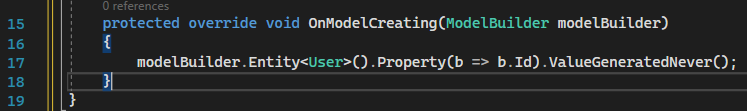 0 references
15 protected override void OnModelCreating(ModelBuilder modelBuilder)
16 {
17 modelBuilder.Entity<User>().Property(b => b.Id).ValueGeneratedNever();
18 }
19 }